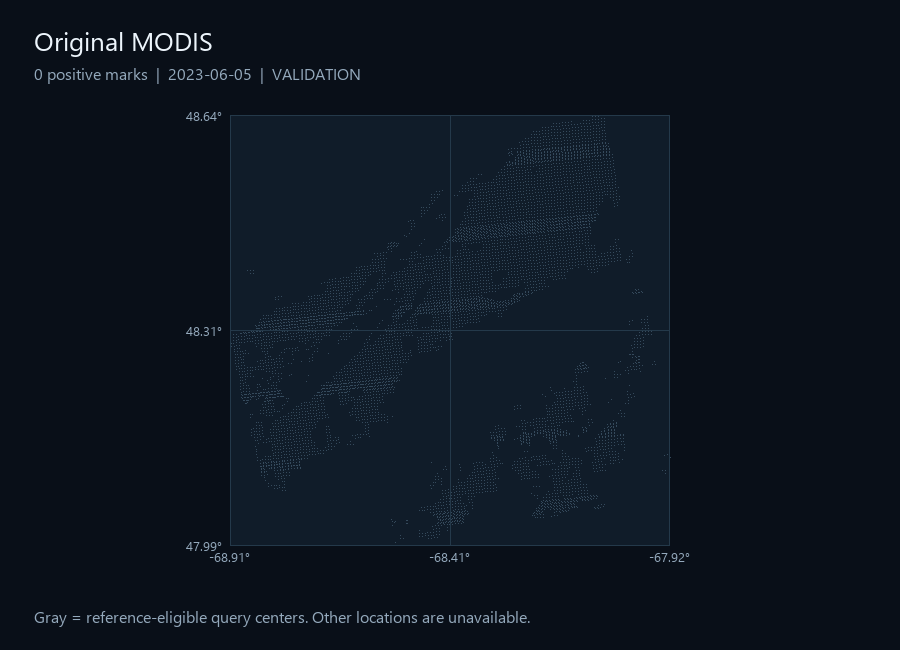 Original MODIS
0 positive marks | 2023-06-05 | VALIDATION
48.64°
48.31°
47.99°
-68.91°
-68.41°
-67.92°
Gray = reference-eligible query centers. Other locations are unavailable.